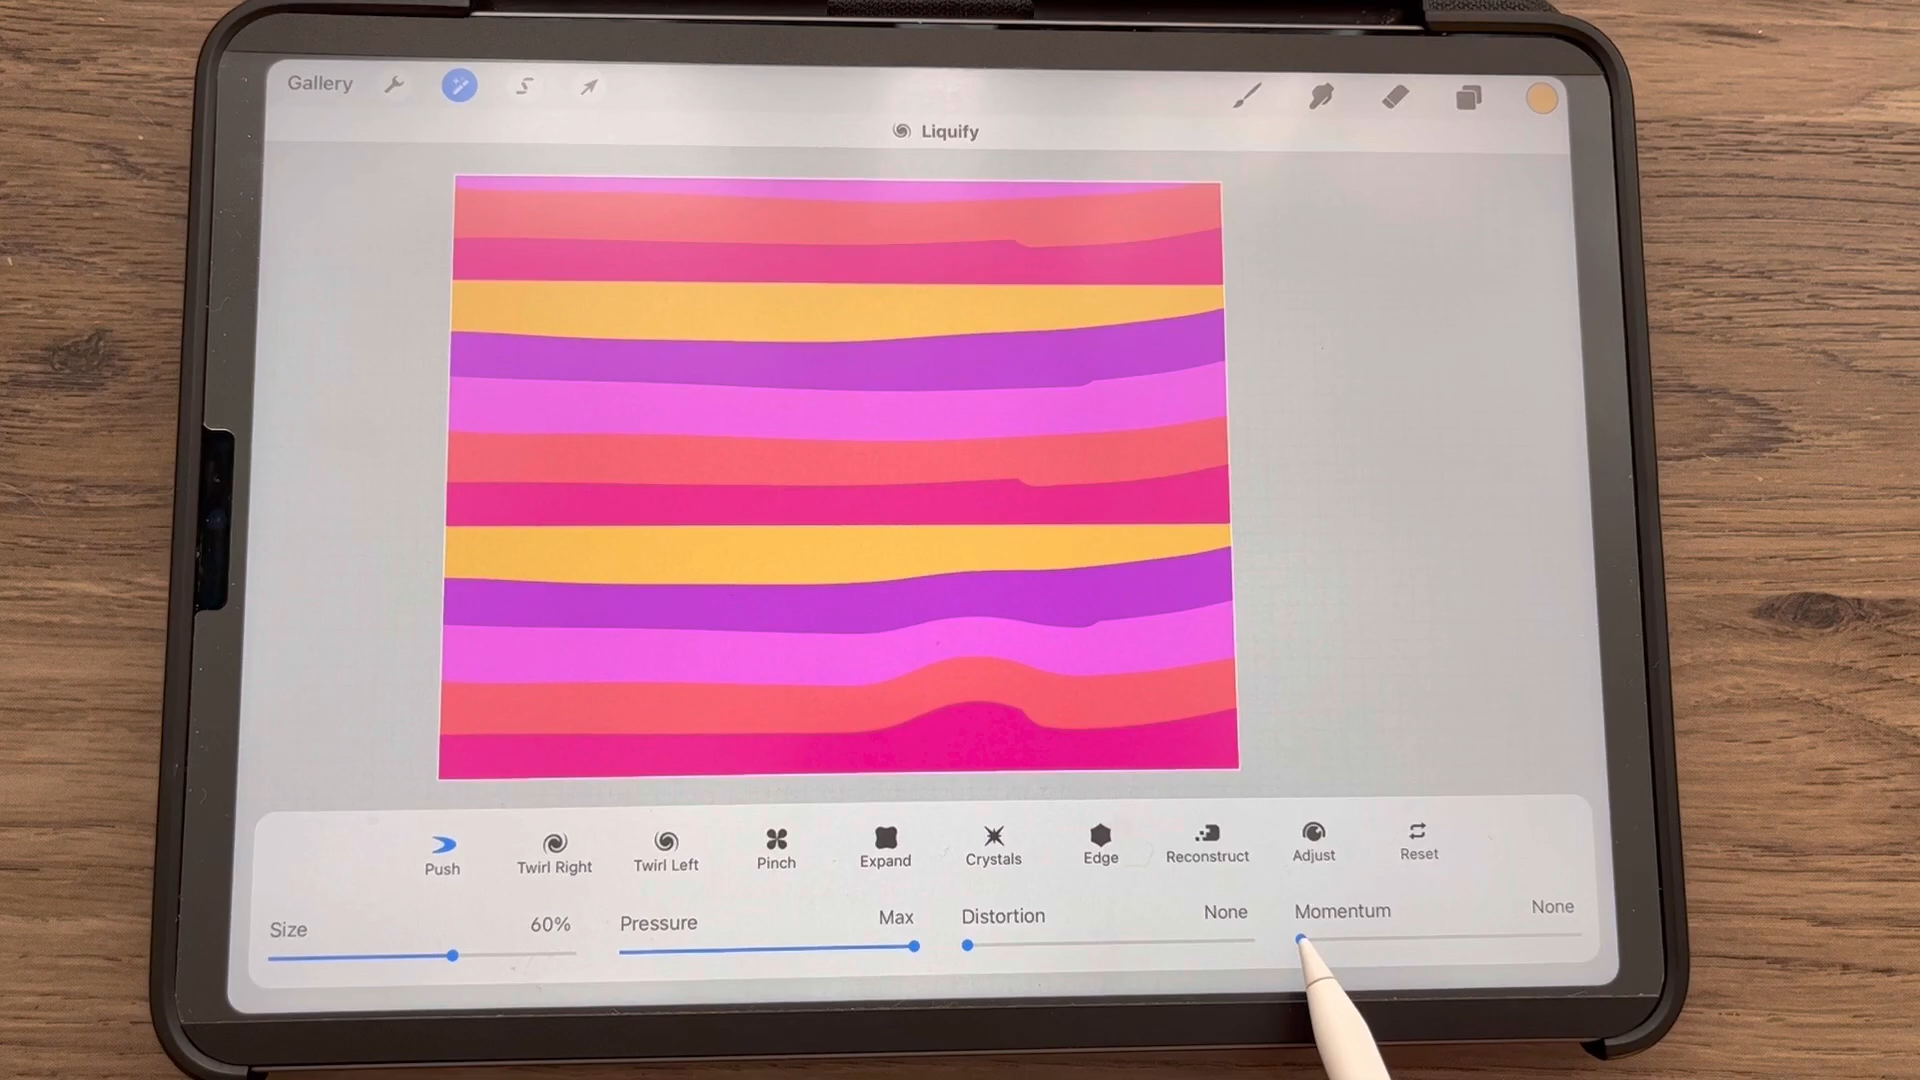 Gallery
Liquify
Push
Twirl Right
Twirl Left
Pinch
Expand
Crystals
Edge
Reconstruct
Adjust
Reset
Size 60%
Pressure Max
Distortion None
Momentum None